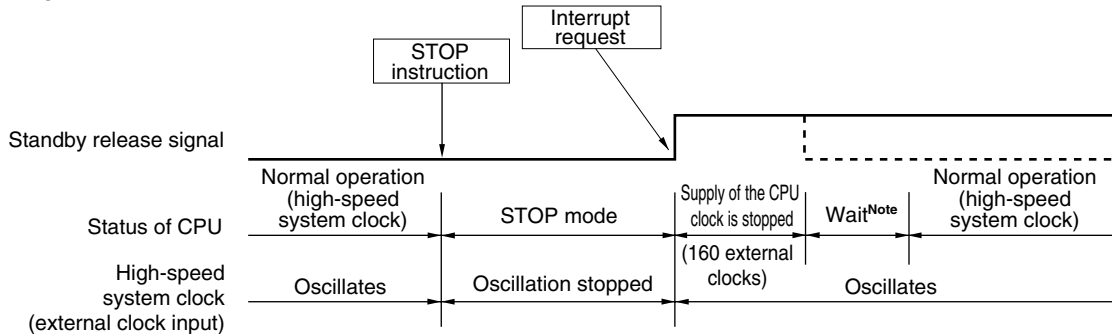 Interrupt
request
STOP
instruction
Standby release signal
Normal operation
(high-speed
system clock)
Status of CPU
STOP mode
Supply of the CPU
clock is stopped
(160 external
clocks)
WaitNote
Normal operation
(high-speed
system clock)
High-speed
system clock
(external clock input)
Oscillates
Oscillation stopped
Oscillates